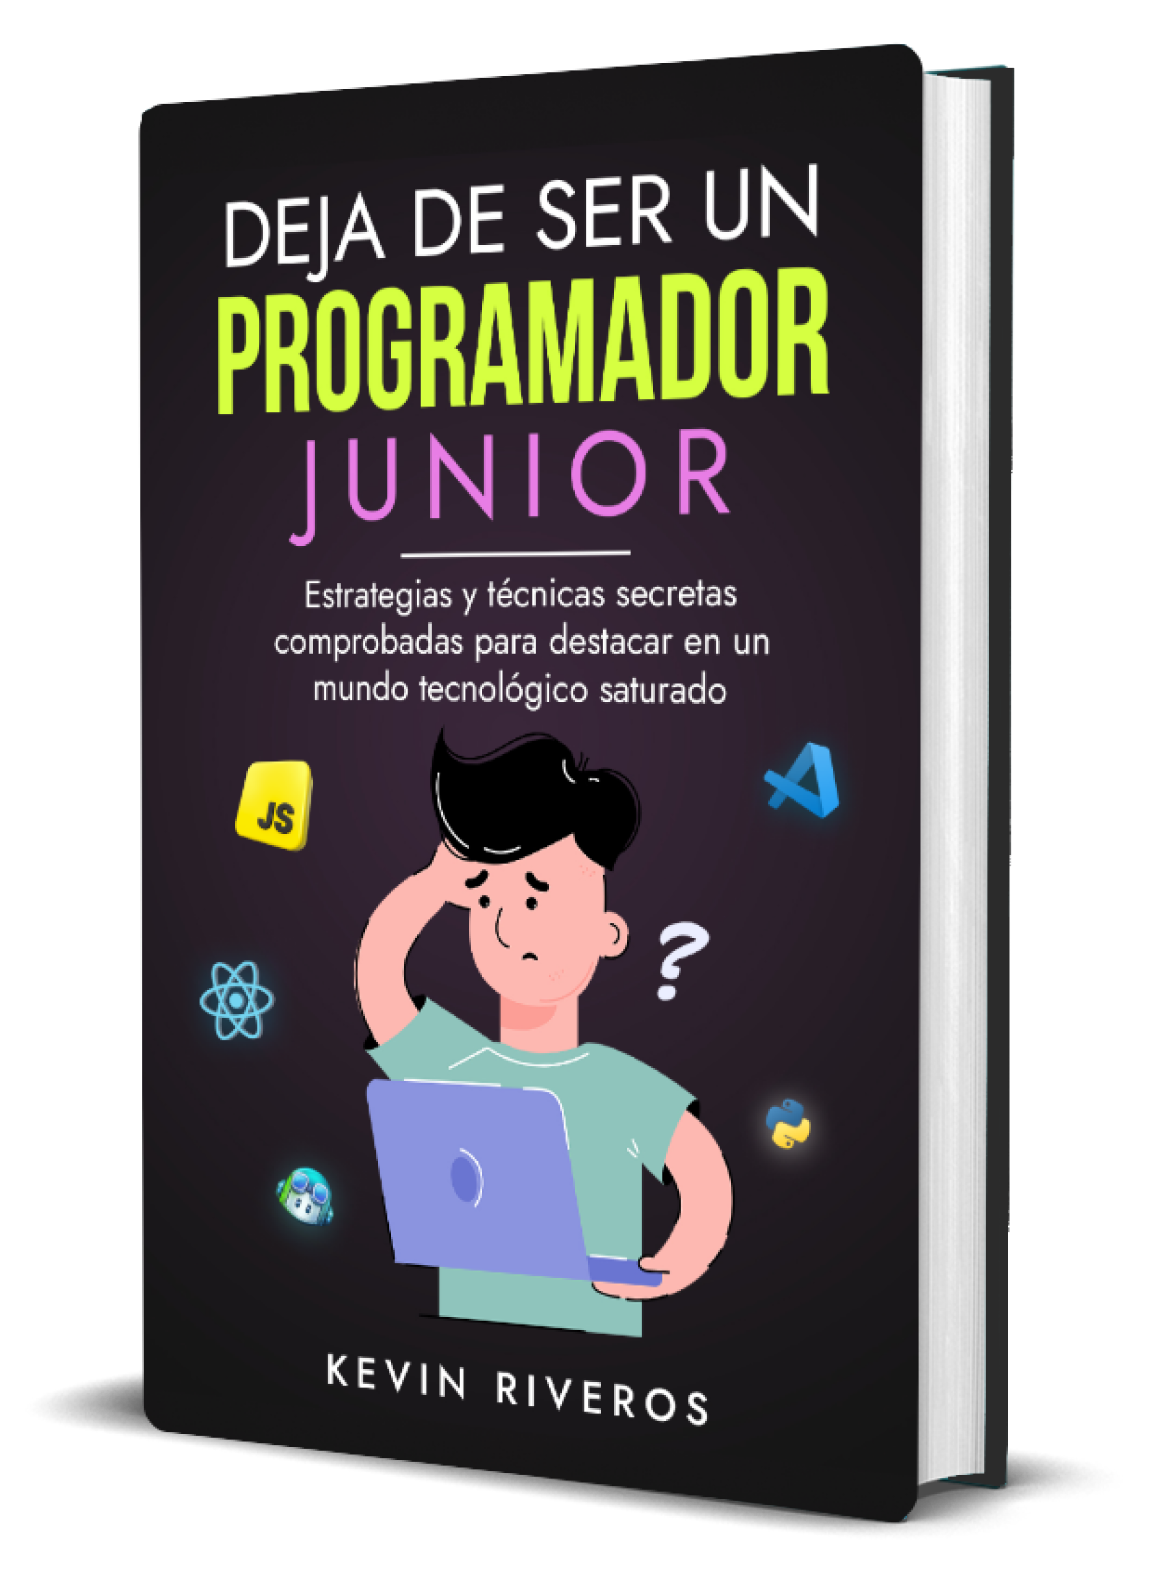 DEJA DE SER UN
PROGRAMADOR
JUNIOR
Estrategias y técnicas secretas
comprobadas para destacar en un
mundo tecnológico saturado
JS
?
KEVIN RIVEROS